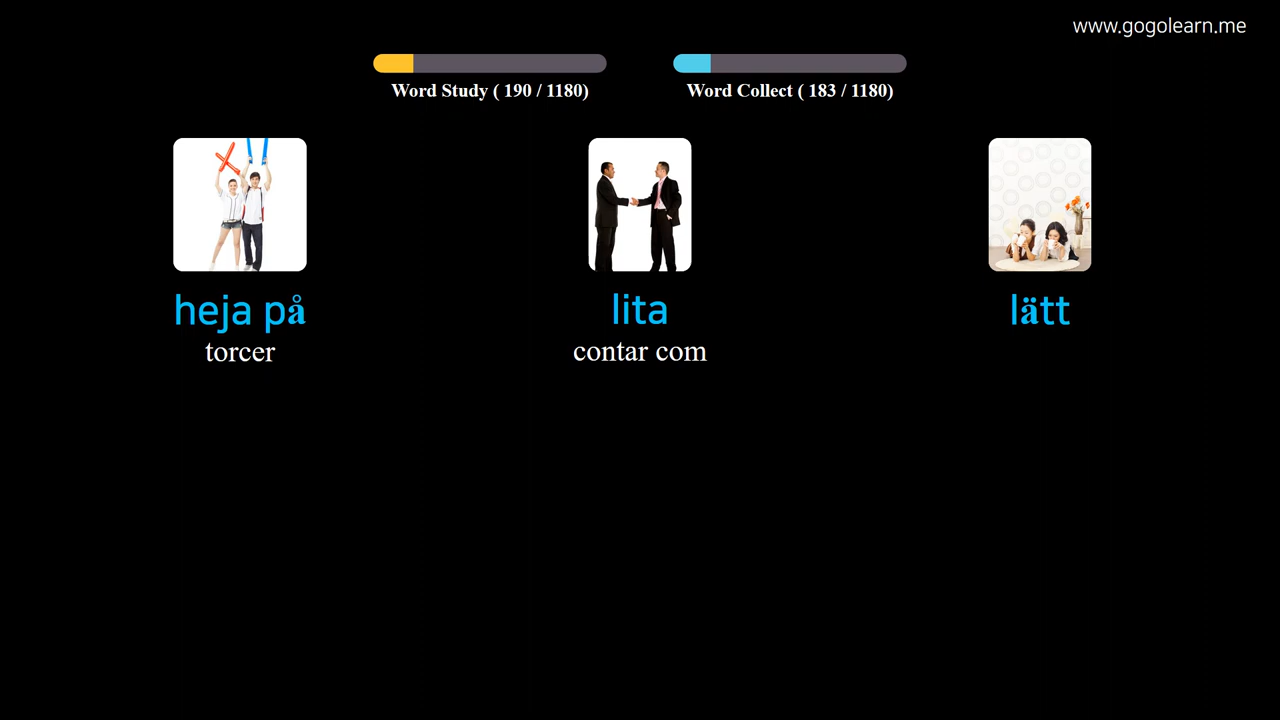 www.gogolearn.me
Word Study ( 190 / 1180)
Word Collect ( 183 / 1180)
heja på
lita
lätt
torcer
contar com